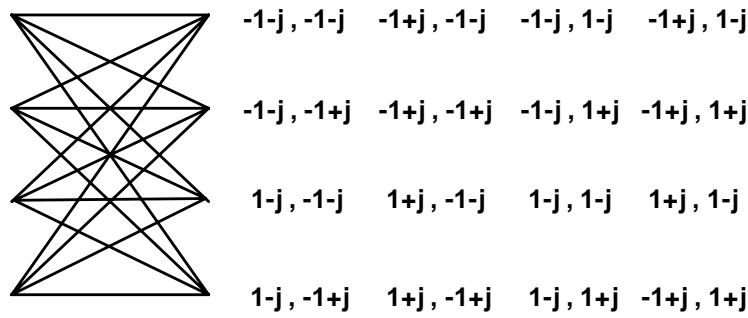 -1-j , -1-j -1+j , -1-j -1-j , 1-j -1+j , 1-j
-1-j , -1+j -1+j , -1+j -1-j , 1+j -1+j , 1+j
1-j , -1-j 1+j , -1-j 1-j , 1-j 1+j , 1-j
1-j , -1+j 1+j , -1+j 1-j , 1+j -1+j , 1+j